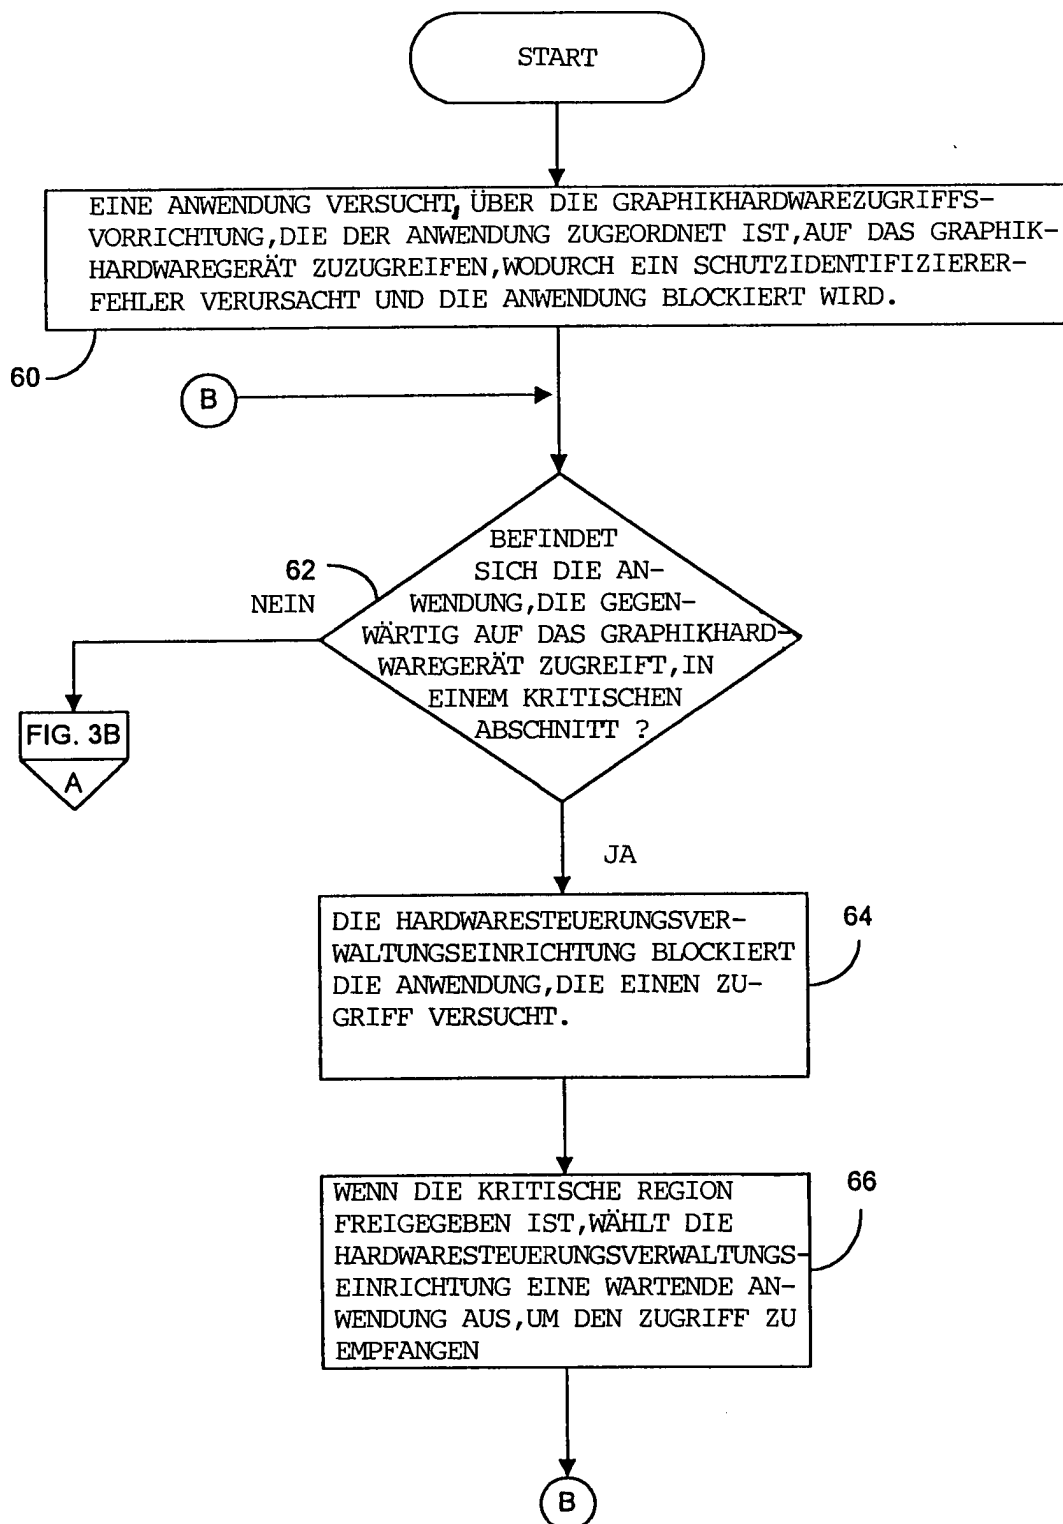 START
EINE ANWENDUNG VERSUCHT, ÜBER DIE GRAPHIKHARDWAREZUGRIFFS-
VORRICHTUNG,DIE DER ANWENDUNG ZUGEORDNET IST,AUF DAS GRAPHIK-
HARDWAREGERÄT ZUZUGREIFEN,WODURCH EIN SCHUTZIDENTIFIZIERER-
FEHLER VERURSACHT UND DIE ANWENDUNG BLOCKIERT WIRD.
60
B
BEFINDET
SICH DIE AN-
WENDUNG,DIE GEGEN-
WÄRTIG AUF DAS GRAPHIKHARD-
WAREGERÄT ZUGREIFT,IN
EINEM KRITISCHEN
ABSCHNITT ?
62
NEIN
FIG. 3B
A
JA
DIE HARDWARESTEUERUNGSVER-
WALTUNGSEINRICHTUNG BLOCKIERT
DIE ANWENDUNG,DIE EINEN ZU-
GRIFF VERSUCHT.
64
WENN DIE KRITISCHE REGION
FREIGEGEBEN IST,WÄHLT DIE
HARDWARESTEUERUNGSVERWALTUNGS-
EINRICHTUNG EINE WARTENDE AN-
WENDUNG AUS,UM DEN ZUGRIFF ZU
EMPFANGEN
66
B